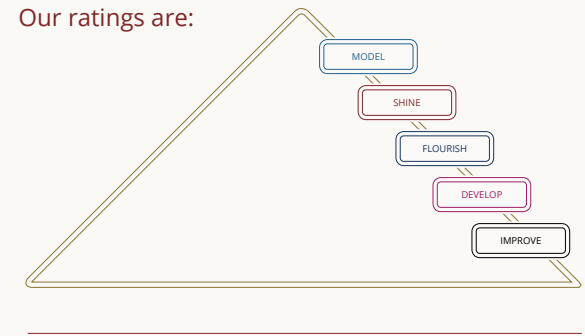 Our ratings are:
MODEL
SHINE
FLOURISH
DEVELOP
IMPROVE